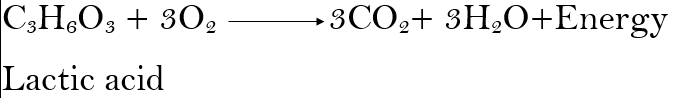 C₃H₆O₃ + 3O₂ ⟶ 3CO₂+ 3H₂O+Energy
Lactic acid